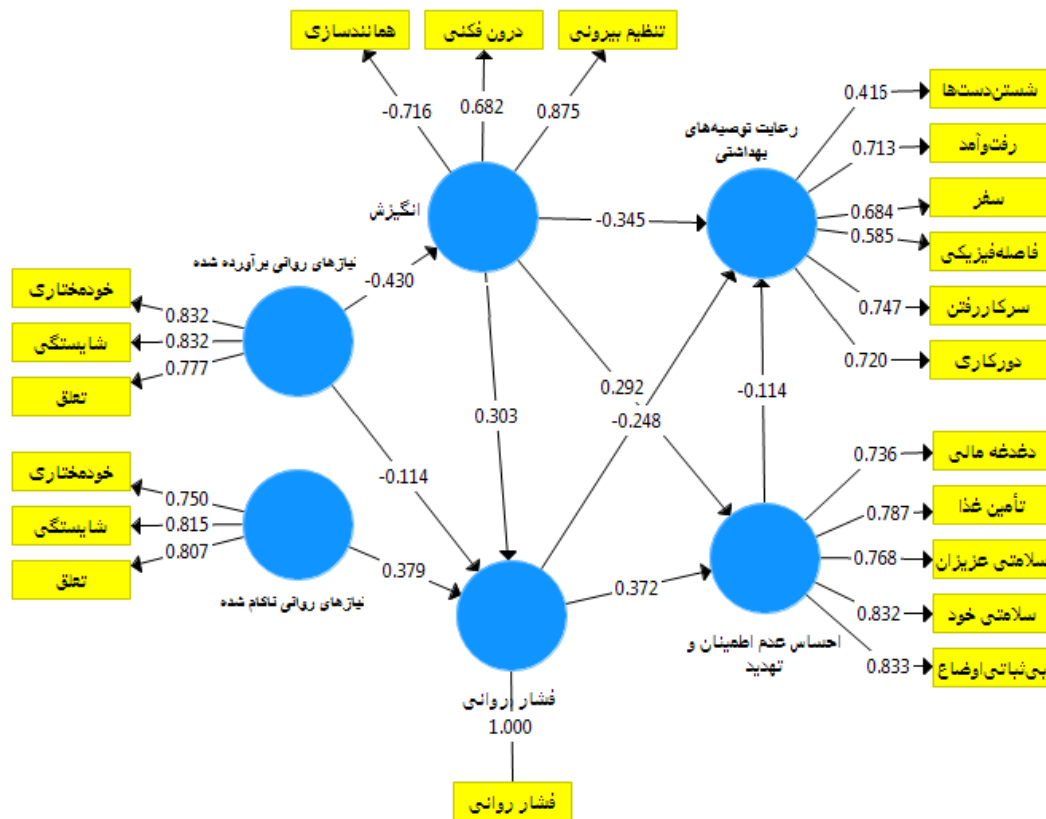 تنظیم بیرونی
درون فکنی
همانندسازی
0.875
0.682
-0.716
شستن‌دست‌ها
رفت‌وآمد
سفر
فاصله‌فیزیکی
سرکاررفتن
دورکاری
0.416
0.713
0.684
0.585
0.747
0.720
رعایت توصیه‌های
بهداشتی
انگیزش
-0.345
نیازهای روانی برآورده شده
-0.430
خودمختاری
شایستگی
تعلق
0.832
0.832
0.777
0.303
0.292
-0.248
-0.114
-0.114
خودمختاری
شایستگی
تعلق
0.750
0.815
0.807
0.379
نیازهای روانی ناکام شده
0.372
دغدغه مالی
تأمین غذا
سلامتی عزیزان
سلامتی خود
بی‌ثباتی‌اوضاع
0.736
0.787
0.768
0.832
0.833
احساس عدم اطمینان و
تهدید
فشار روانی
1.000
فشار روانی